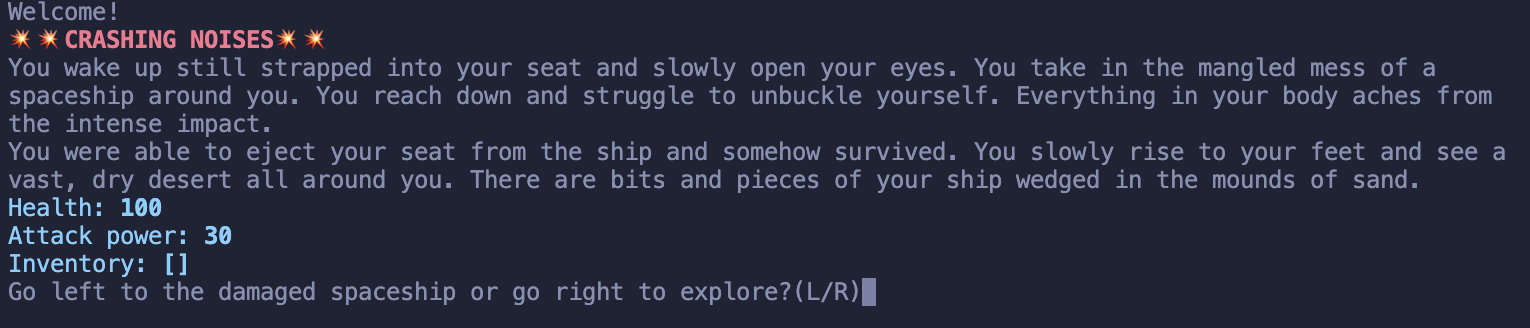 Welcome!
💥💥CRASHING NOISES💥💥
You wake up still strapped into your seat and slowly open your eyes. You take in the mangled mess of a
spaceship around you. You reach down and struggle to unbuckle yourself. Everything in your body aches from
the intense impact.
You were able to eject your seat from the ship and somehow survived. You slowly rise to your feet and see a
vast, dry desert all around you. There are bits and pieces of your ship wedged in the mounds of sand.
Health: 100
Attack power: 30
Inventory: []
Go left to the damaged spaceship or go right to explore?(L/R)